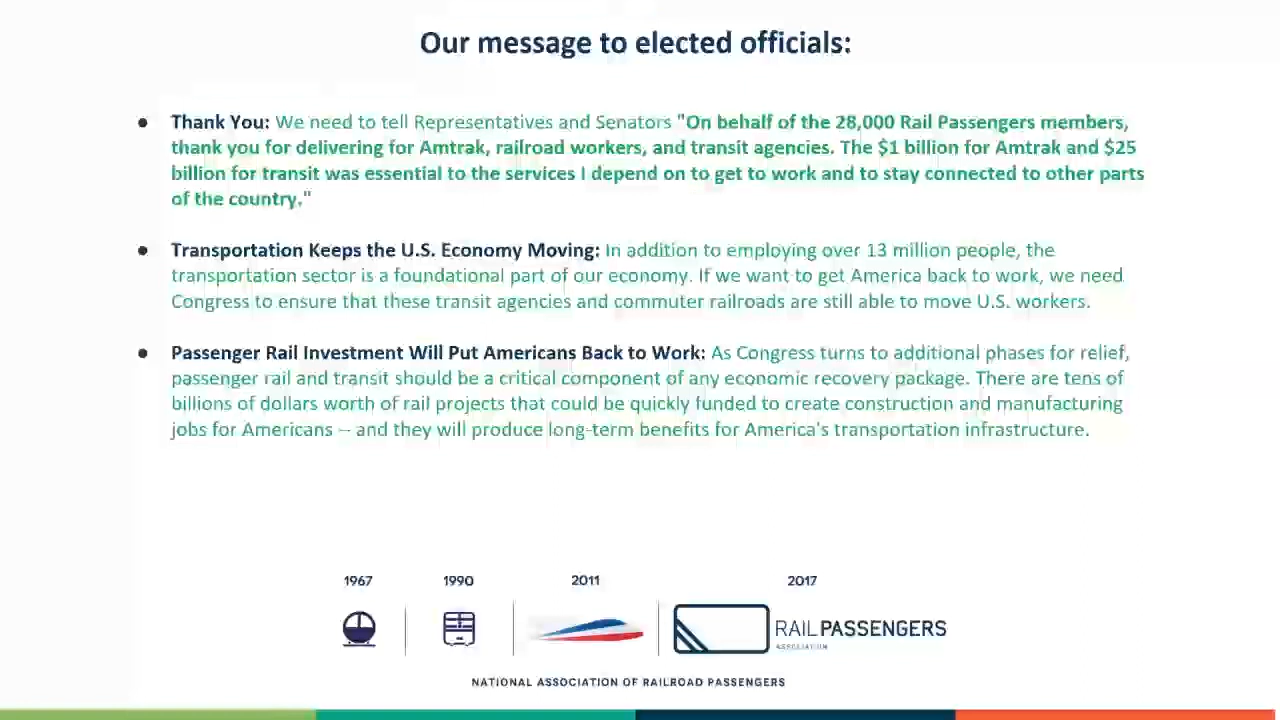 Our message to elected officials:
● Thank You: We need to tell Representatives and Senators "On behalf of the 28,000 Rail Passengers members,
thank you for delivering for Amtrak, railroad workers, and transit agencies. The $1 billion for Amtrak and $25
billion for transit was essential to the services I depend on to get to work and to stay connected to other parts
of the country."
● Transportation Keeps the U.S. Economy Moving: In addition to employing over 13 million people, the
transportation sector is a foundational part of our economy. If we want to get America back to work, we need
Congress to ensure that these transit agencies and commuter railroads are still able to move U.S. workers.
● Passenger Rail Investment Will Put Americans Back to Work: As Congress turns to additional phases for relief,
passenger rail and transit should be a critical component of any economic recovery package. There are tens of
billions of dollars worth of rail projects that could be quickly funded to create construction and manufacturing
jobs for Americans – and they will produce long-term benefits for America's transportation infrastructure.
1967 1990 2011 2017
RAILPASSENGERS
ASSOCIATION
NATIONAL ASSOCIATION OF RAILROAD PASSENGERS